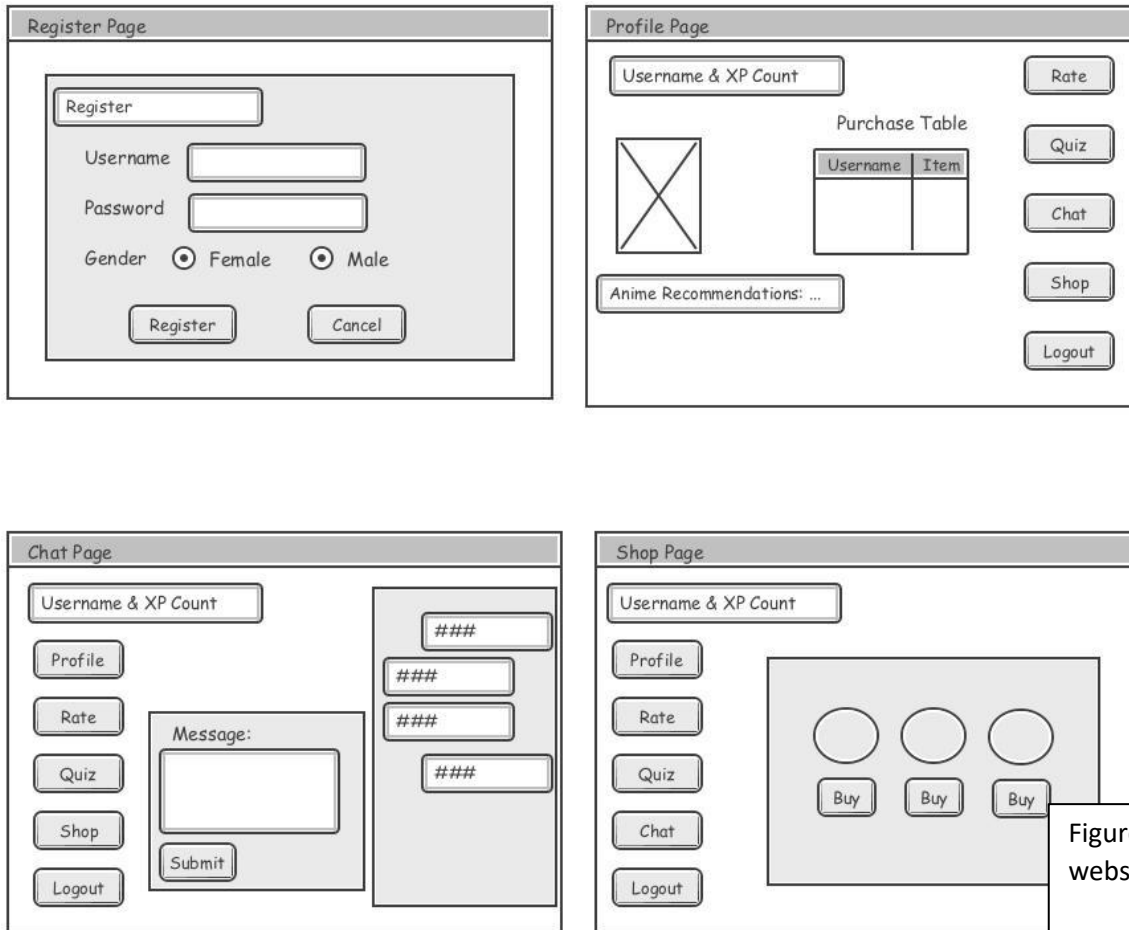 Register Page
Register
Username
Password
Gender Female Male
Register Cancel
Profile Page
Username & XP Count
Purchase Table
Username Item
Anime Recommendations: ...
Rate
Quiz
Chat
Shop
Logout
Chat Page
Username & XP Count
Profile
Rate
Quiz
Shop
Logout
Message:
Submit
###
###
###
###
Shop Page
Username & XP Count
Profile
Rate
Quiz
Chat
Logout
Buy Buy Buy
Figur
webs